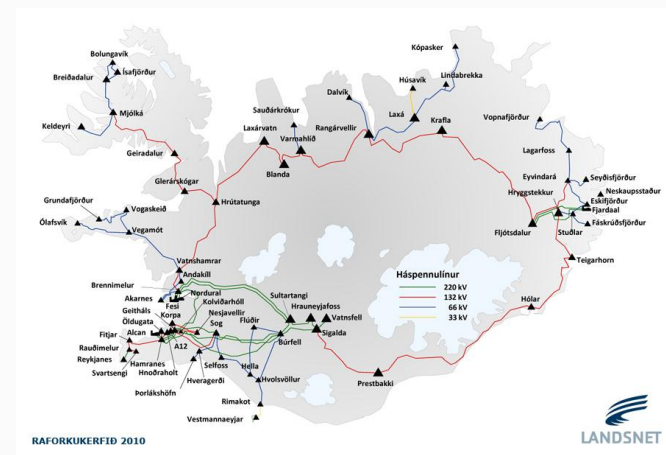 Kópasker
Bolungavík
Ísafjörður
Breiðadalur
Húsavík
Lindabrekka
Dalvík
Keldeyri
Mjólká
Sauðárkrókur
Laxá
Krafla
Vopnafjörður
Laxárvatn
Varmahlíð
Rangárvellir
Geiradalur
Lagarfoss
Blanda
Glerárskógar
Eyvindará
Seyðisfjörður
Hryggstekkur
Neskaupsstaður
Grundafjörður
Vogaskeið
Hrútatunga
Eskifjörður
Fjardaal
Ólafsvík
Vegamót
Fljótsdalur
Stuðlar
Fáskrúðsfjörður
Vatnshamrar
Teigarhorn
Andakíll
Háspennulínur
Brennimelur
Nordural
Sultartangi
220 kV
Akarnes
Fesi
Kolviðarhóll
Hrauneyjafoss
132 kV
Hólar
Geitháls
Korpa
Nesjavellir
Vatnsfell
66 kV
Öldugata
Sog
Flúðir
Sigalda
33 kV
Fitjar
Alcan
A12
Búrfell
Rauðimelur
Reykjanes
Hamranes
Selfoss
Hella
Svartsengi
Hnoðraholt
Hveragerði
Hvolsvöllur
Prestbakki
Þorlákshöfn
Rimakot
Vestmannaeyjar
RAFORKUKERFIÐ 2010
LANDSNET